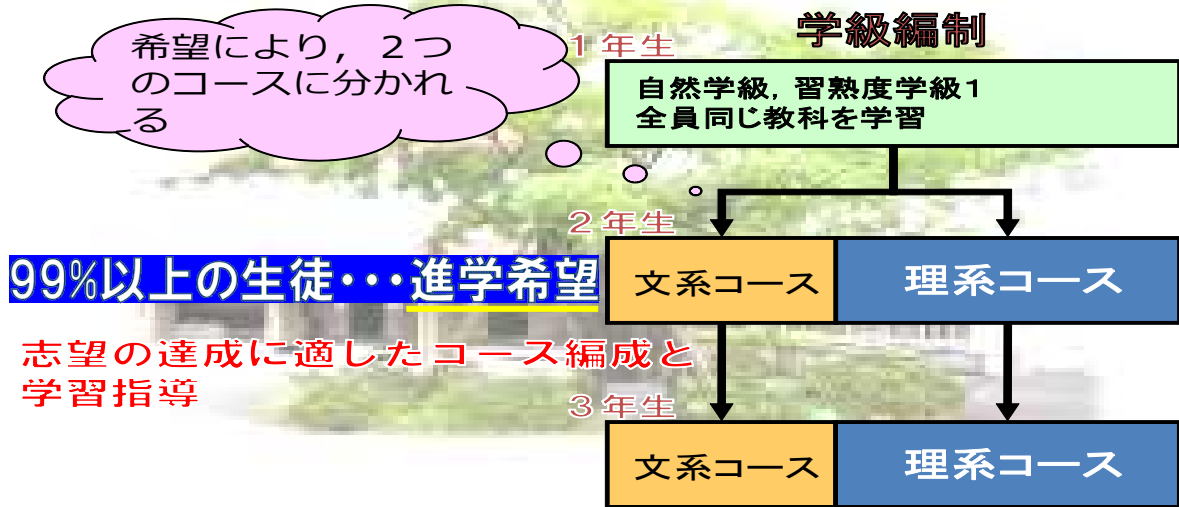 学級編制
希望により，２つ
のコースに分かれ
る
１年生
自然学級，習熟度学級１
全員同じ教科を学習
２年生
文系コース
理系コース
99%以上の生徒・・・進学希望
志望の達成に適したコース編成と
学習指導
３年生
文系コース
理系コース